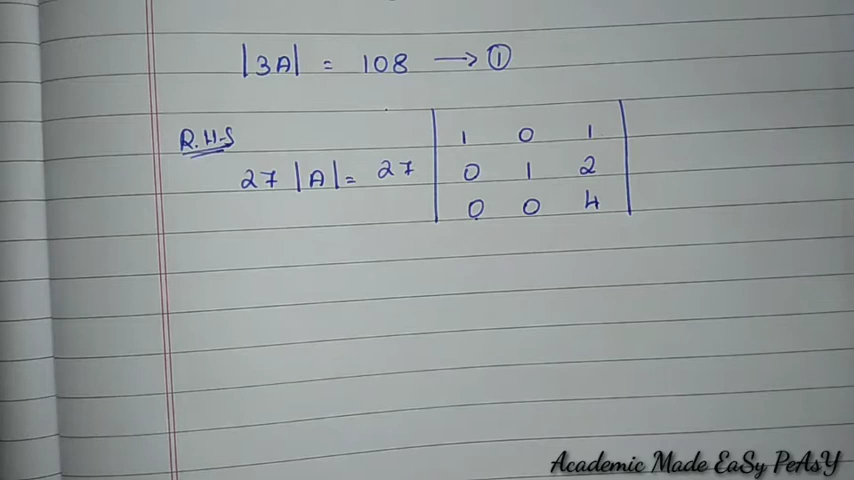 |3A| = 108 ⟶ ①
R.H.S
27 |A| = 27 | 1 0 1 |
| 0 1 2 |
| 0 0 4 |
Academic Made EaSy PeAsY